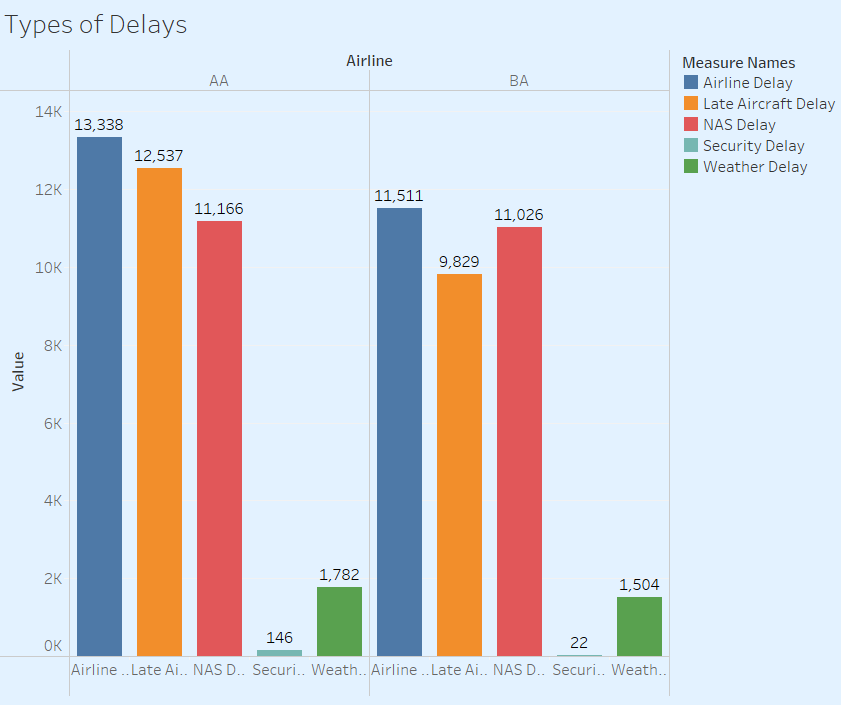 Types of Delays
Airline
AA
BA
Measure Names
Airline Delay
Late Aircraft Delay
NAS Delay
Security Delay
Weather Delay
Value
14K
12K
10K
8K
6K
4K
2K
0K
13,338
12,537
11,166
146
1,782
11,511
9,829
11,026
22
1,504
Airline .. Late Ai.. NAS D.. Securi.. Weath.. Airline .. Late Ai.. NAS D.. Securi.. Weath..